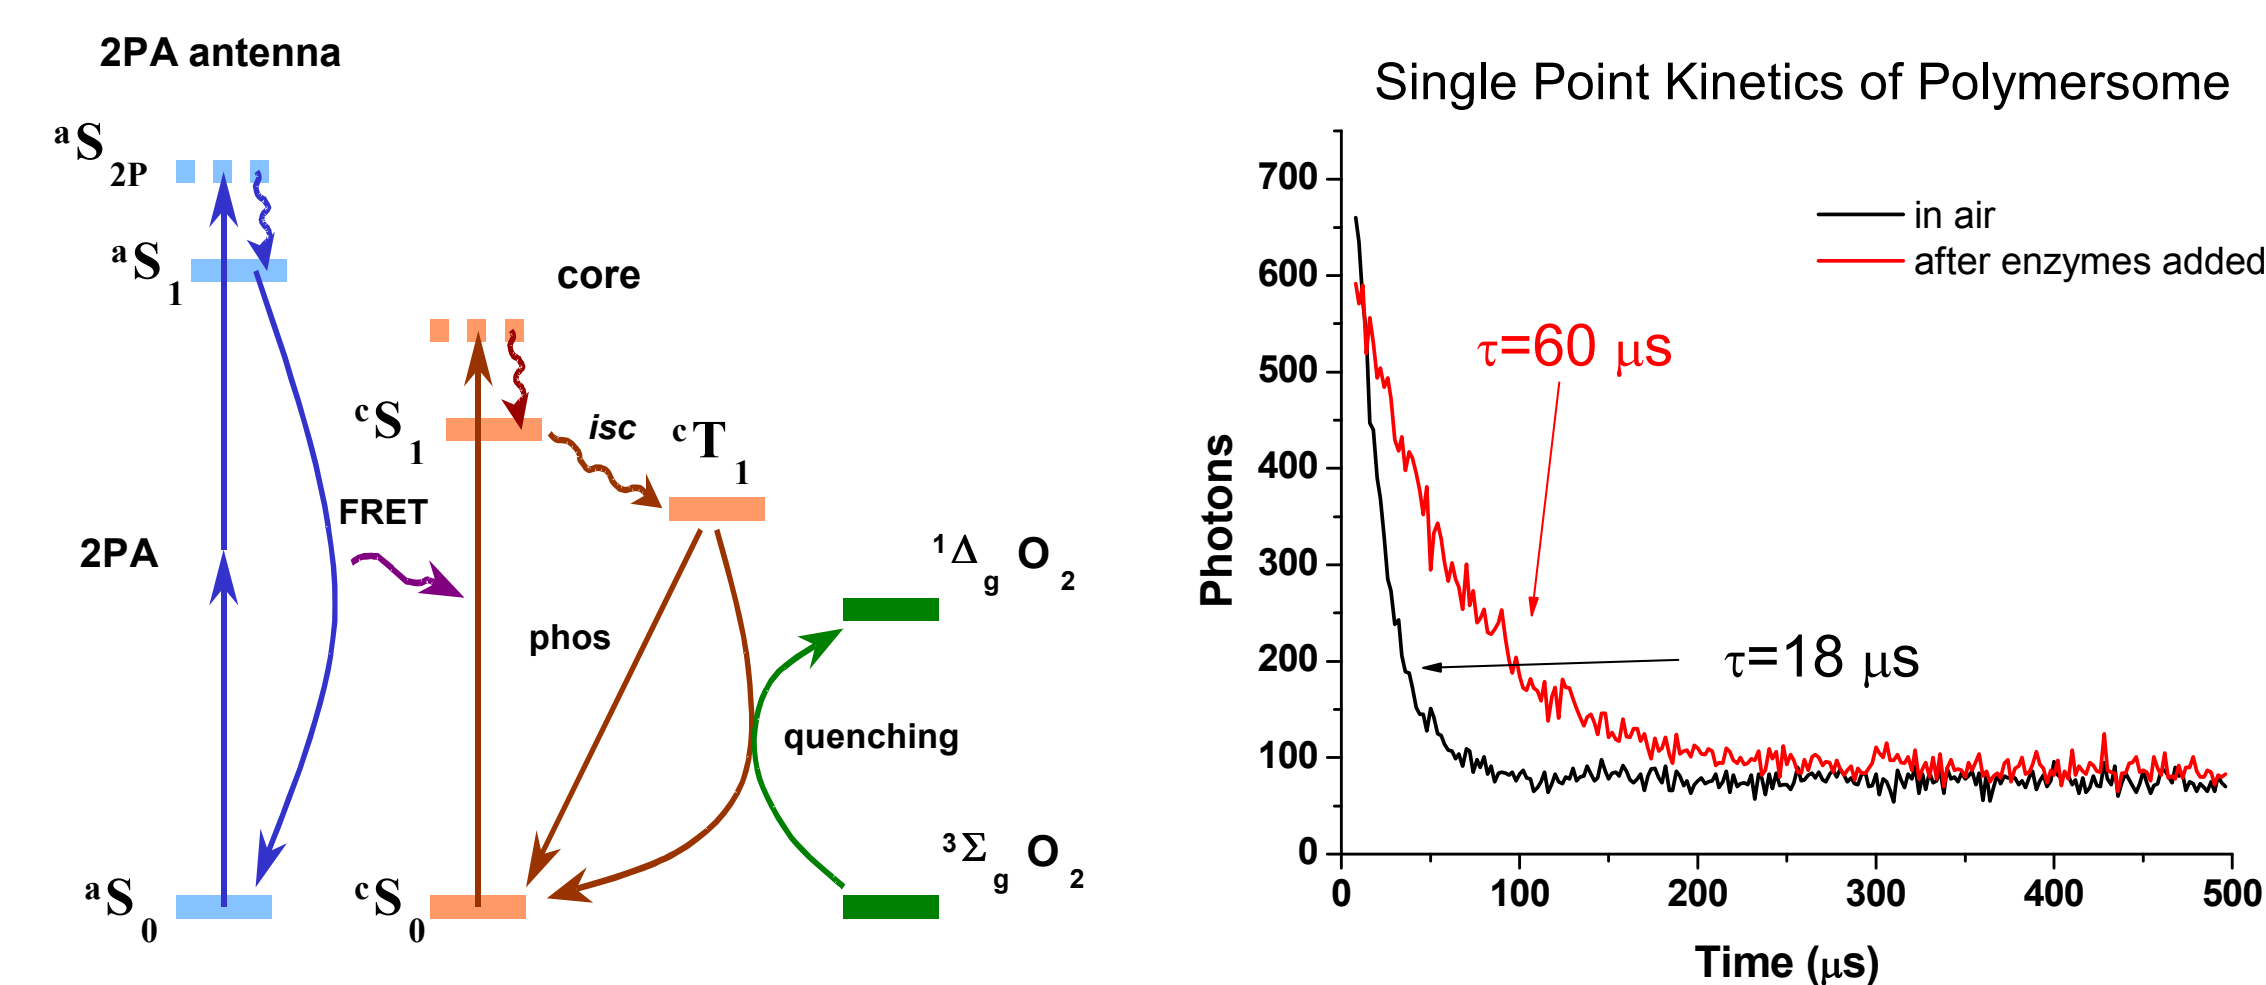 2PA antenna
aS2P
aS1
core
cS1
isc
cT1
FRET
2PA
1Δg O2
phos
quenching
3Σg O2
aS0
cS0
Single Point Kinetics of Polymersome
700
600
500
400
300
200
100
0
Photons
in air
after enzymes added
τ=60 μs
τ=18 μs
0 100 200 300 400 500
Time (μs)